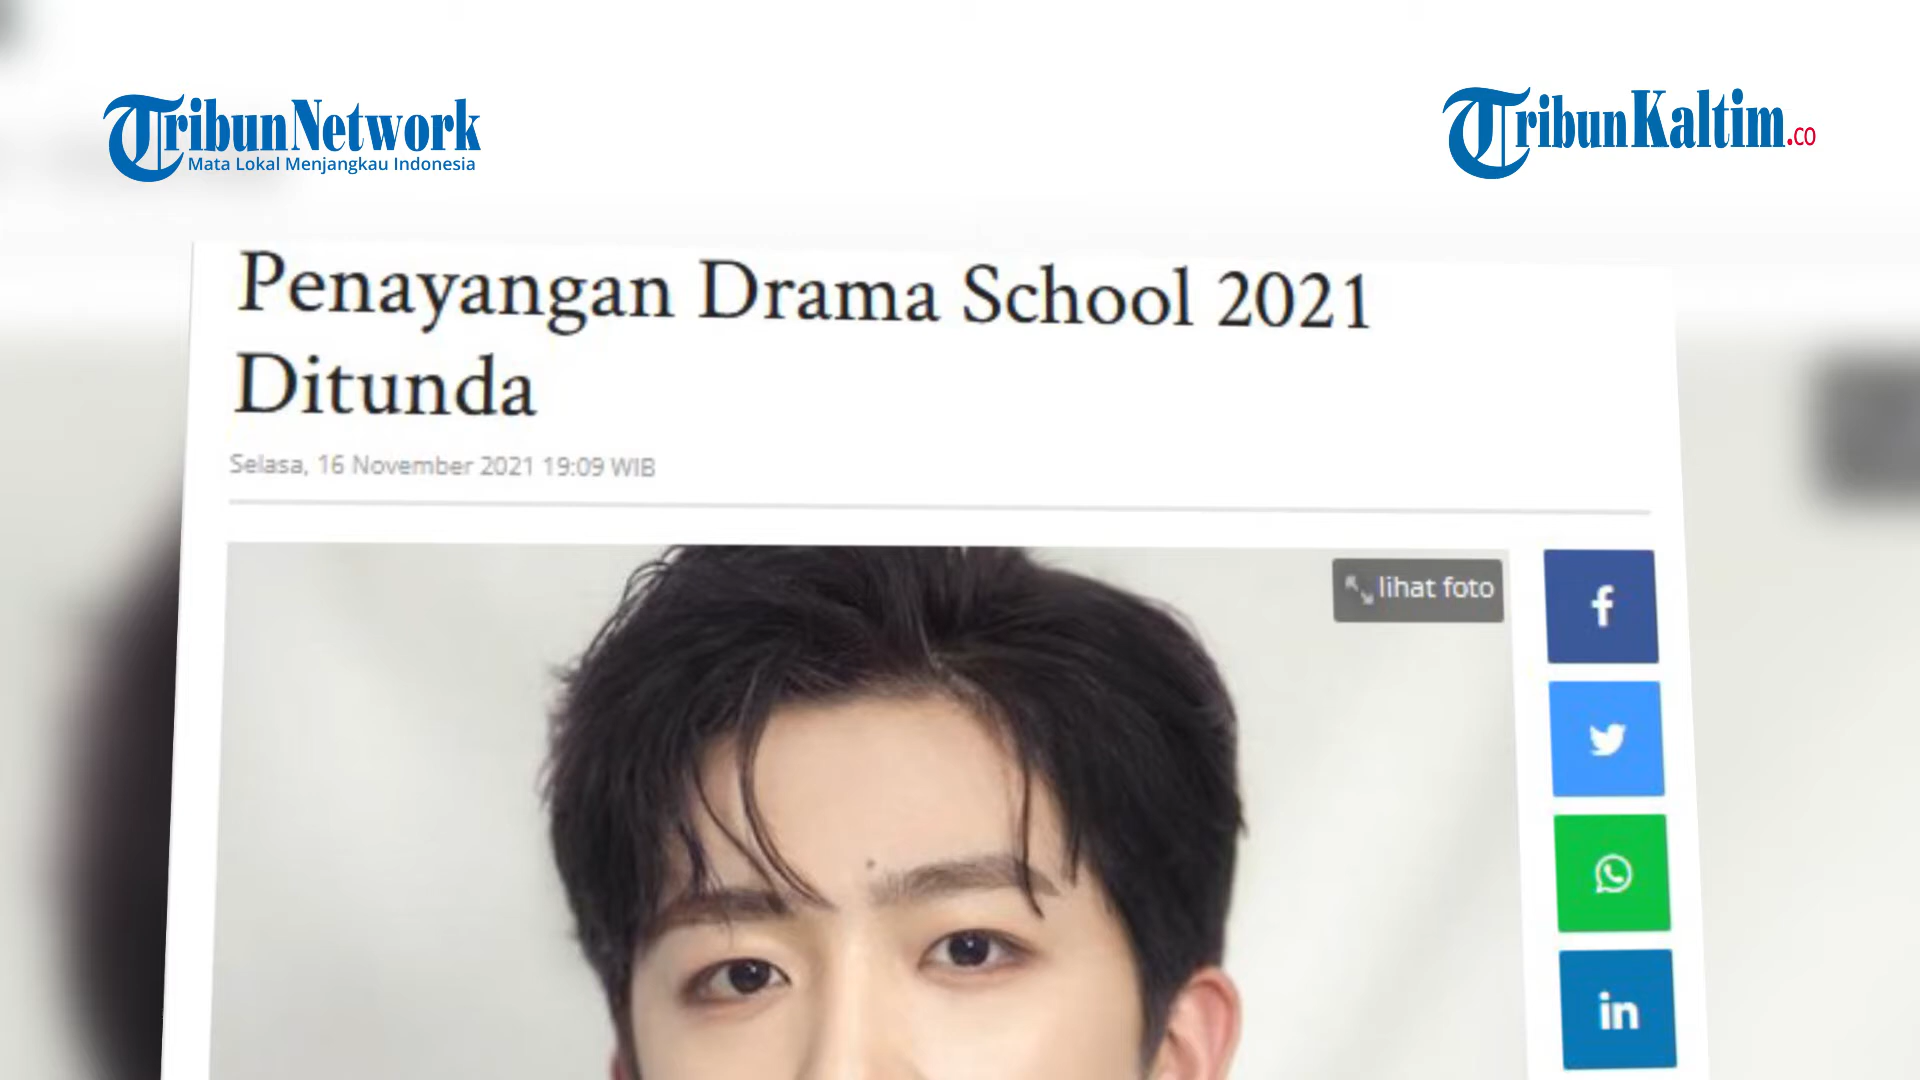 TribunNetwork
Mata Lokal Menjangkau Indonesia
TribunKaltim.co
Penayangan Drama School 2021
Ditunda
Selasa, 16 November 2021 19:09 WIB
lihat foto
f
in